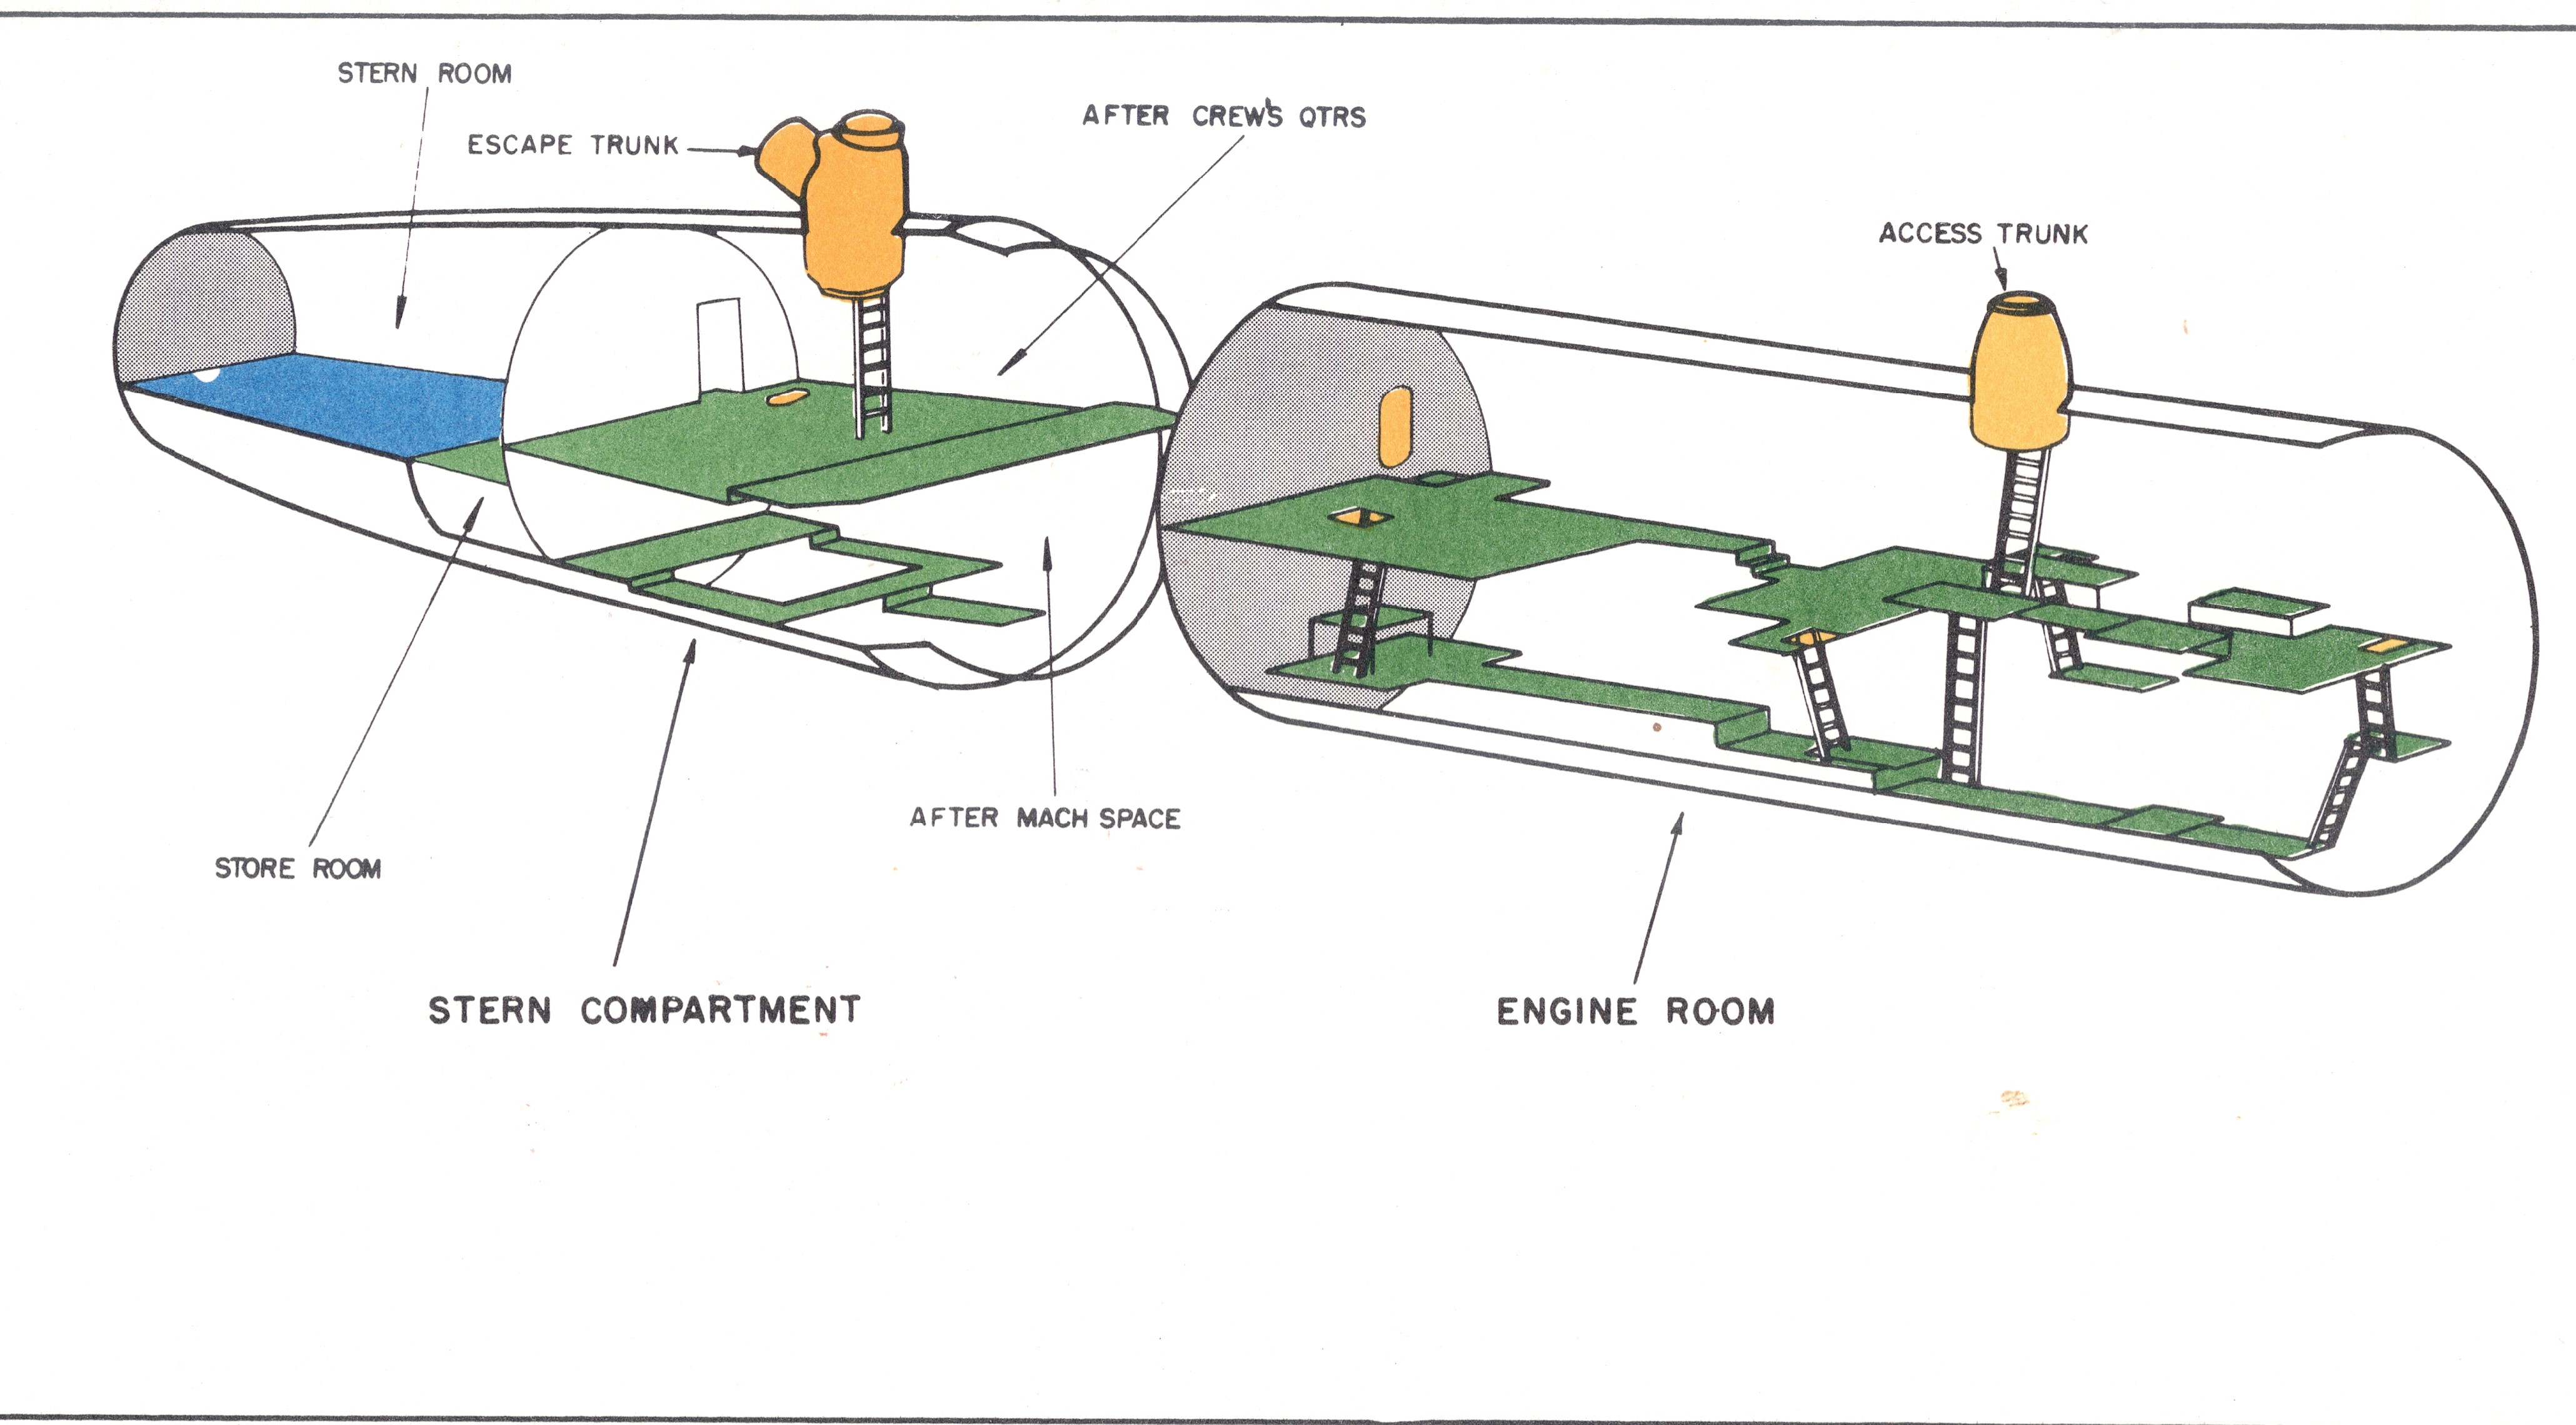 STERN ROOM
ESCAPE TRUNK
AFTER CREW'S QTRS
ACCESS TRUNK
STORE ROOM
AFTER MACH SPACE
STERN COMPARTMENT
ENGINE ROOM